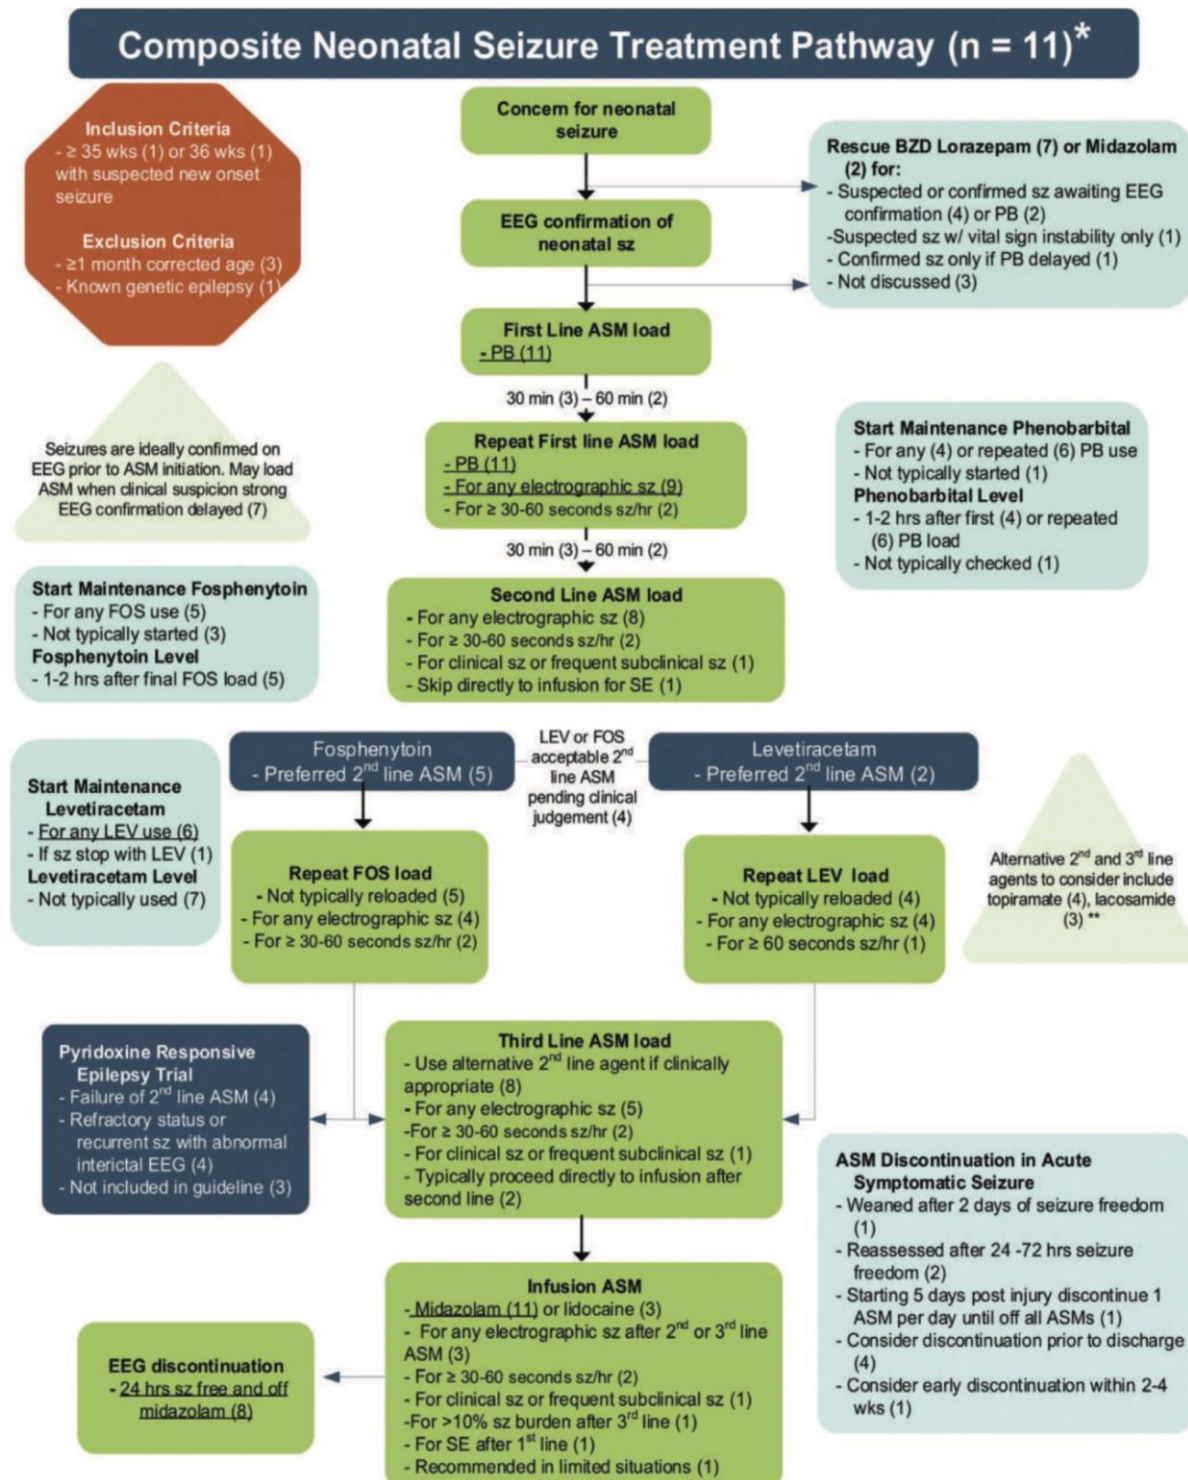 Composite Neonatal Seizure Treatment Pathway (n = 11)*
Inclusion Criteria
- ≥ 35 wks (1) or 36 wks (1)
with suspected new onset
seizure
Exclusion Criteria
- ≥1 month corrected age (3)
- Known genetic epilepsy (1)
Concern for neonatal
seizure
Rescue BZD Lorazepam (7) or Midazolam
(2) for:
- Suspected or confirmed sz awaiting EEG
confirmation (4) or PB (2)
-Suspected sz w/ vital sign instability only (1)
- Confirmed sz only if PB delayed (1)
- Not discussed (3)
EEG confirmation of
neonatal sz
First Line ASM load
- PB (11)
30 min (3) – 60 min (2)
Seizures are ideally confirmed on
EEG prior to ASM initiation. May load
ASM when clinical suspicion strong
EEG confirmation delayed (7)
Repeat First line ASM load
- PB (11)
- For any electrographic sz (9)
- For ≥ 30-60 seconds sz/hr (2)
Start Maintenance Phenobarbital
- For any (4) or repeated (6) PB use
- Not typically started (1)
Phenobarbital Level
- 1-2 hrs after first (4) or repeated
(6) PB load
- Not typically checked (1)
30 min (3) – 60 min (2)
Start Maintenance Fosphenytoin
- For any FOS use (5)
- Not typically started (3)
Fosphenytoin Level
- 1-2 hrs after final FOS load (5)
Second Line ASM load
- For any electrographic sz (8)
- For ≥ 30-60 seconds sz/hr (2)
- For clinical sz or frequent subclinical sz (1)
- Skip directly to infusion for SE (1)
Fosphenytoin
- Preferred 2nd line ASM (5)
LEV or FOS
acceptable 2nd
line ASM
pending clinical
judgement (4)
Levetiracetam
- Preferred 2nd line ASM (2)
Start Maintenance
Levetiracetam
- For any LEV use (6)
- If sz stop with LEV (1)
Levetiracetam Level
- Not typically used (7)
Repeat FOS load
- Not typically reloaded (5)
- For any electrographic sz (4)
- For ≥ 30-60 seconds sz/hr (2)
Repeat LEV load
- Not typically reloaded (4)
- For any electrographic sz (4)
- For ≥ 60 seconds sz/hr (1)
Alternative 2nd and 3rd line
agents to consider include
topiramate (4), lacosamide
(3) **
Pyridoxine Responsive
Epilepsy Trial
- Failure of 2nd line ASM (4)
- Refractory status or
recurrent sz with abnormal
interictal EEG (4)
- Not included in guideline (3)
Third Line ASM load
- Use alternative 2nd line agent if clinically
appropriate (8)
- For any electrographic sz (5)
-For ≥ 30-60 seconds sz/hr (2)
- For clinical sz or frequent subclinical sz (1)
- Typically proceed directly to infusion after
second line (2)
ASM Discontinuation in Acute
Symptomatic Seizure
- Weaned after 2 days of seizure freedom
(1)
- Reassessed after 24 -72 hrs seizure
freedom (2)
- Starting 5 days post injury discontinue 1
ASM per day until off all ASMs (1)
- Consider discontinuation prior to discharge
(4)
- Consider early discontinuation within 2-4
wks (1)
Infusion ASM
- Midazolam (11) or lidocaine (3)
- For any electrographic sz after 2nd or 3rd line
ASM (3)
- For ≥ 30-60 seconds sz/hr (2)
- For clinical sz or frequent subclinical sz (1)
-For >10% sz burden after 3rd line (1)
- For SE after 1st line (1)
- Recommended in limited situations (1)
EEG discontinuation
- 24 hrs sz free and off
midazolam (8)